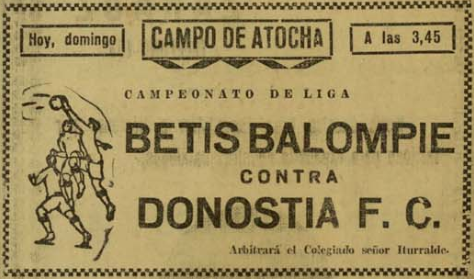 Hoy, domingo
CAMPO DE ATOCHA
A las 3,45
CAMPEONATO DE LIGA
BETIS BALOMPIE
CONTRA
DONOSTIA F. C.
Arbitrará el Colegiado señor Iturralde.